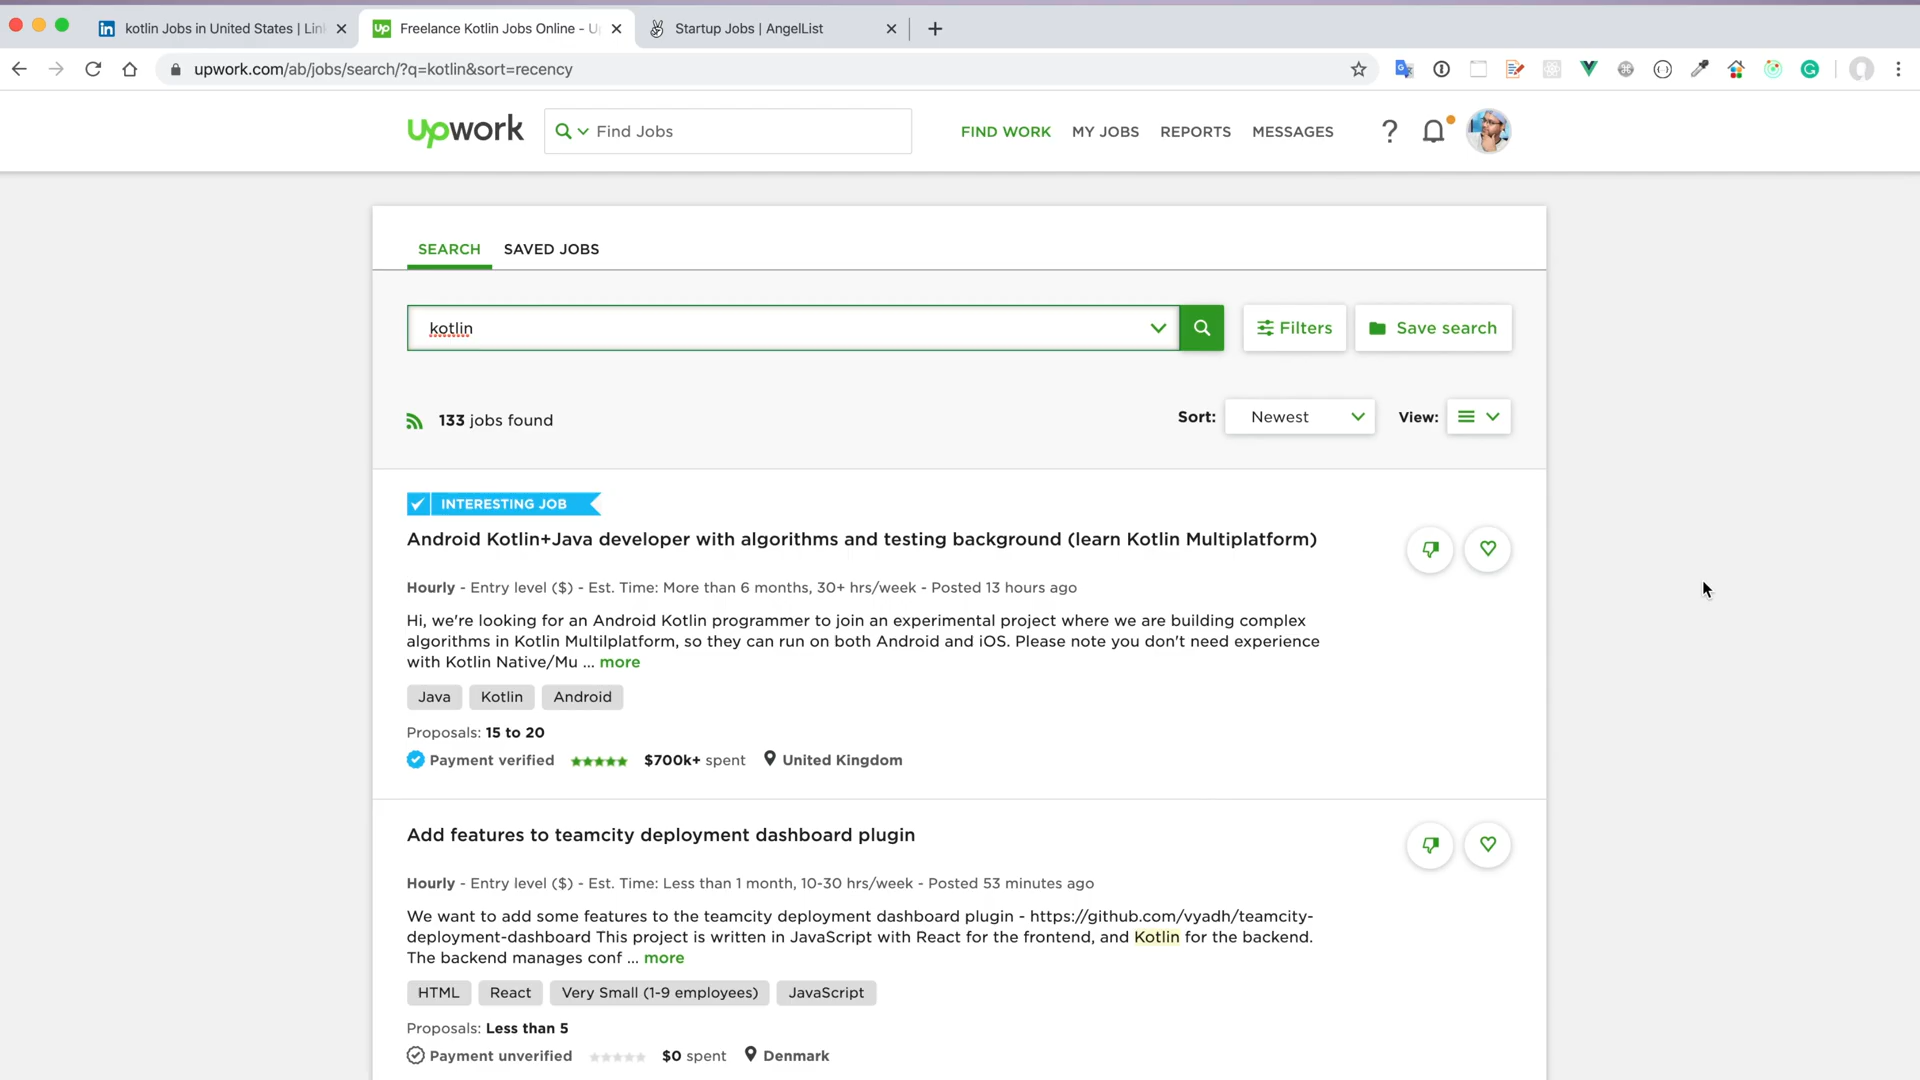 kotlin Jobs in United States | Lin
Freelance Kotlin Jobs Online - U
Startup Jobs | AngelList
upwork.com/ab/jobs/search/?q=kotlin&sort=recency
upwork
Find Jobs
FIND WORK
MY JOBS
REPORTS
MESSAGES
?
SEARCH
SAVED JOBS
kotlin
Filters
Save search
133 jobs found
Sort:
Newest
View:
INTERESTING JOB
Android Kotlin+Java developer with algorithms and testing background (learn Kotlin Multiplatform)
Hourly - Entry level ($) - Est. Time: More than 6 months, 30+ hrs/week - Posted 13 hours ago
Hi, we're looking for an Android Kotlin programmer to join an experimental project where we are building complex
algorithms in Kotlin Multilplatform, so they can run on both Android and iOS. Please note you don't need experience
with Kotlin Native/Mu ... more
Java
Kotlin
Android
Proposals: 15 to 20
Payment verified
$700k+ spent
United Kingdom
Add features to teamcity deployment dashboard plugin
Hourly - Entry level ($) - Est. Time: Less than 1 month, 10-30 hrs/week - Posted 53 minutes ago
We want to add some features to the teamcity deployment dashboard plugin - https://github.com/vyadh/teamcity-
deployment-dashboard This project is written in JavaScript with React for the frontend, and Kotlin for the backend.
The backend manages conf ... more
HTML
React
Very Small (1-9 employees)
JavaScript
Proposals: Less than 5
Payment unverified
$0 spent
Denmark